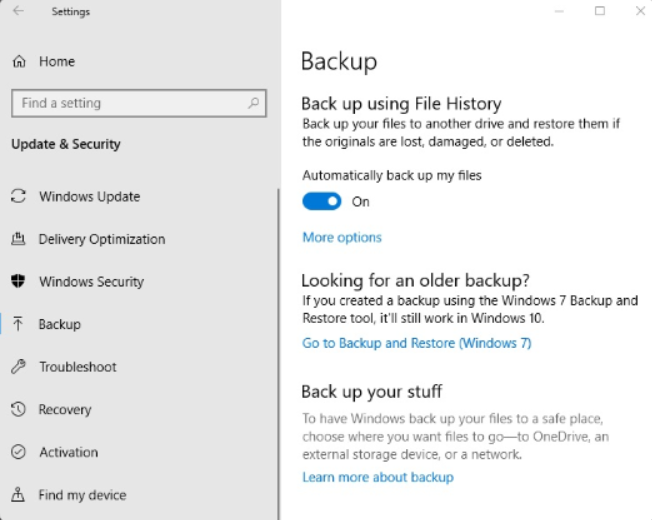 Settings
Home
Find a setting
Update & Security
Windows Update
Delivery Optimization
Windows Security
Backup
Troubleshoot
Recovery
Activation
Find my device
Backup
Back up using File History
Back up your files to another drive and restore them if
the originals are lost, damaged, or deleted.
Automatically back up my files
On
More options
Looking for an older backup?
If you created a backup using the Windows 7 Backup and
Restore tool, it'll still work in Windows 10.
Go to Backup and Restore (Windows 7)
Back up your stuff
To have Windows back up your files to a safe place,
choose where you want files to go—to OneDrive, an
external storage device, or a network.
Learn more about backup